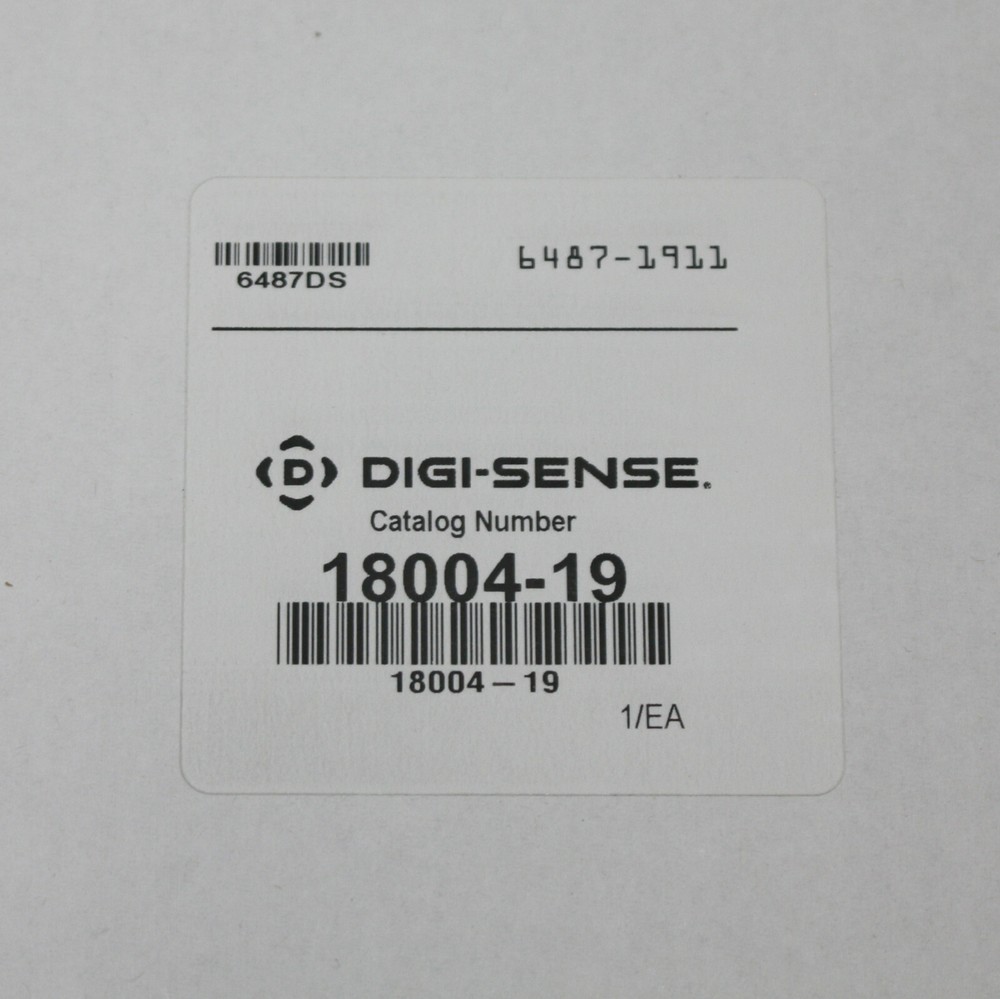 6487DS
6487-1911
D DIGI-SENSE®
Catalog Number
18004-19
18004-19
1/EA